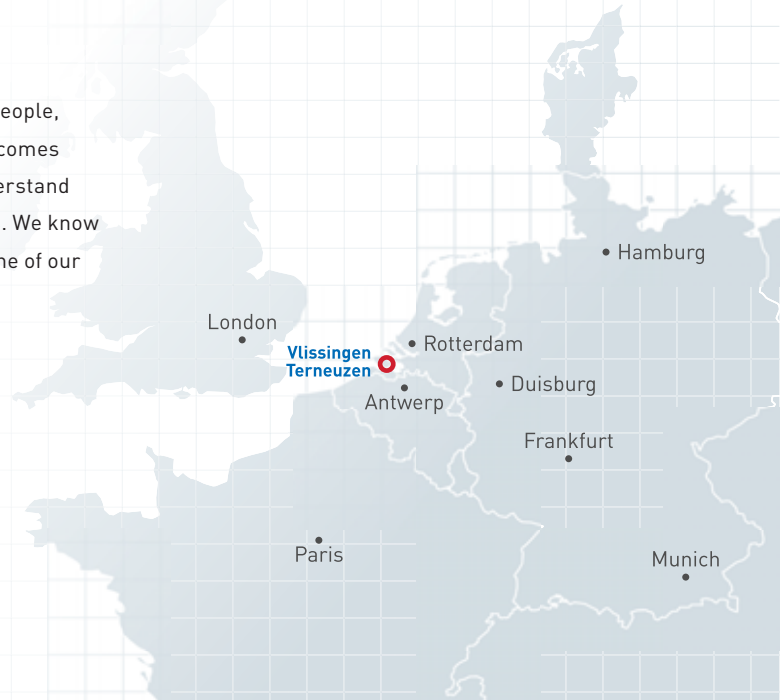 eople,
comes
erstand
. We know
ne of our
Hamburg
London
Vlissingen
Terneuzen
Rotterdam
Duisburg
Antwerp
Frankfurt
Paris
Munich